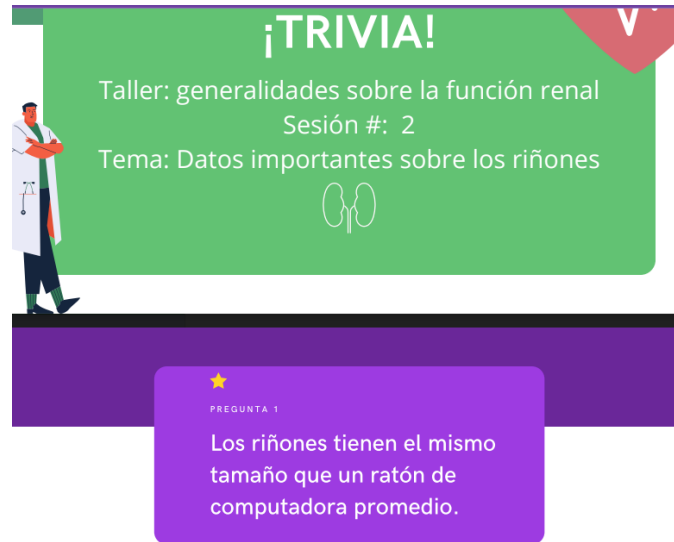 ¡TRIVIA!
Taller: generalidades sobre la función renal
Sesión #: 2
Tema: Datos importantes sobre los riñones
PREGUNTA 1
Los riñones tienen el mismo
tamaño que un ratón de
computadora promedio.